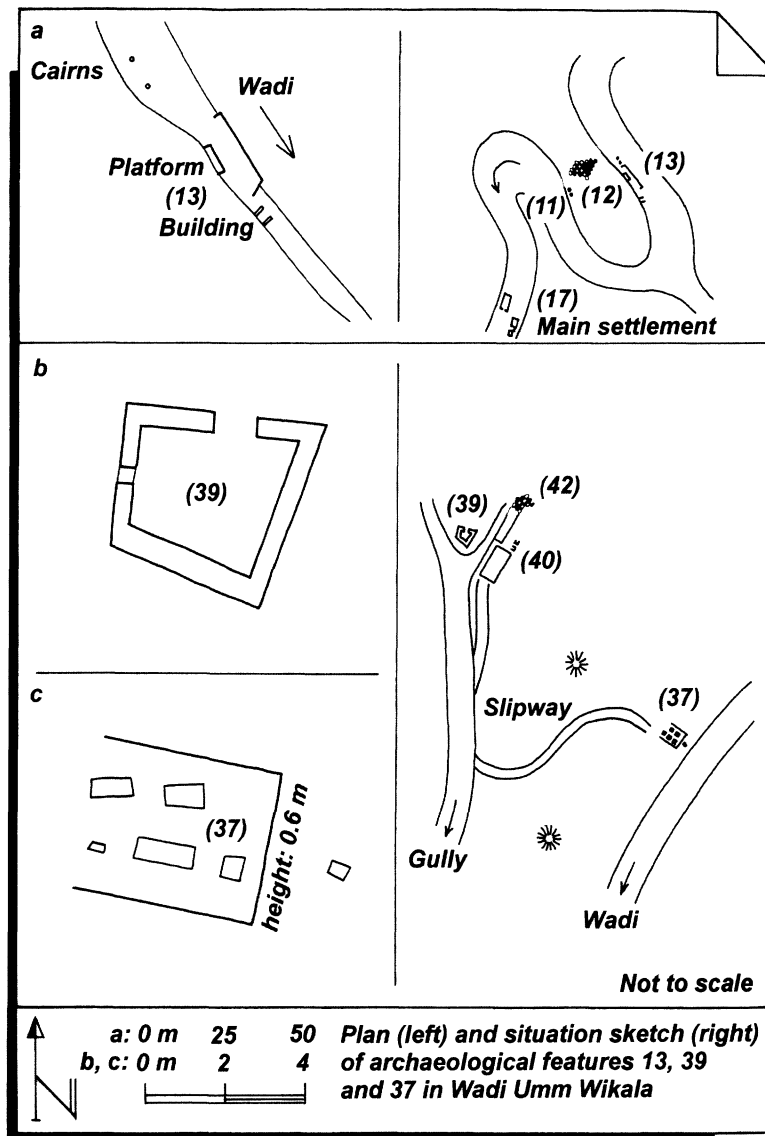 a
Cairns
Wadi
Platform
(13)
Building
(13)
(11) (12)
(17)
Main settlement
b
(39)
(42)
(39)
(40)
(37)
Slipway
Gully
Wadi
Not to scale
c
(37)
height: 0.6 m
N
a: 0 m 25 50
b, c: 0 m 2 4
Plan (left) and situation sketch (right)
of archaeological features 13, 39
and 37 in Wadi Umm Wikala